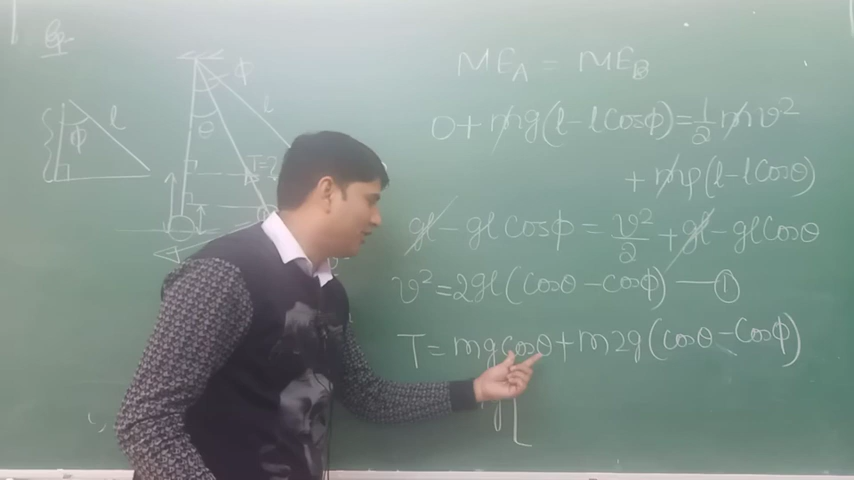 Eg
ME_A = ME_B
0 + mg(l - l Cosϕ) = 1/2 mv²
+ mg(l - l Cosθ)
gl - gl Cosϕ = v²/2 + gl - gl Cosθ
v² = 2gl(Cosθ - Cosϕ) — ①
T = mg Cosθ + m2g(Cosθ - Cosϕ)
ϕ
l
θ
T=
ϕ
l